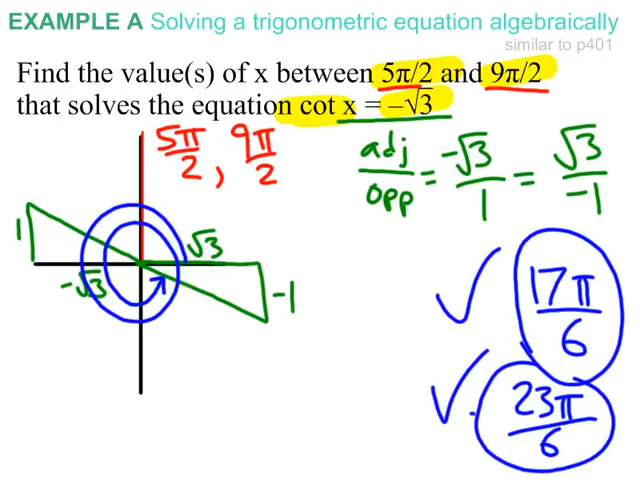 EXAMPLE A Solving a trigonometric equation algebraically
similar to p401
Find the value(s) of x between 5π/2 and 9π/2
that solves the equation cot x = –√3
5π/2, 9π/2
adj/opp = -√3/1 = √3/-1
1
√3
-√3
-1
17π/6
23π/6